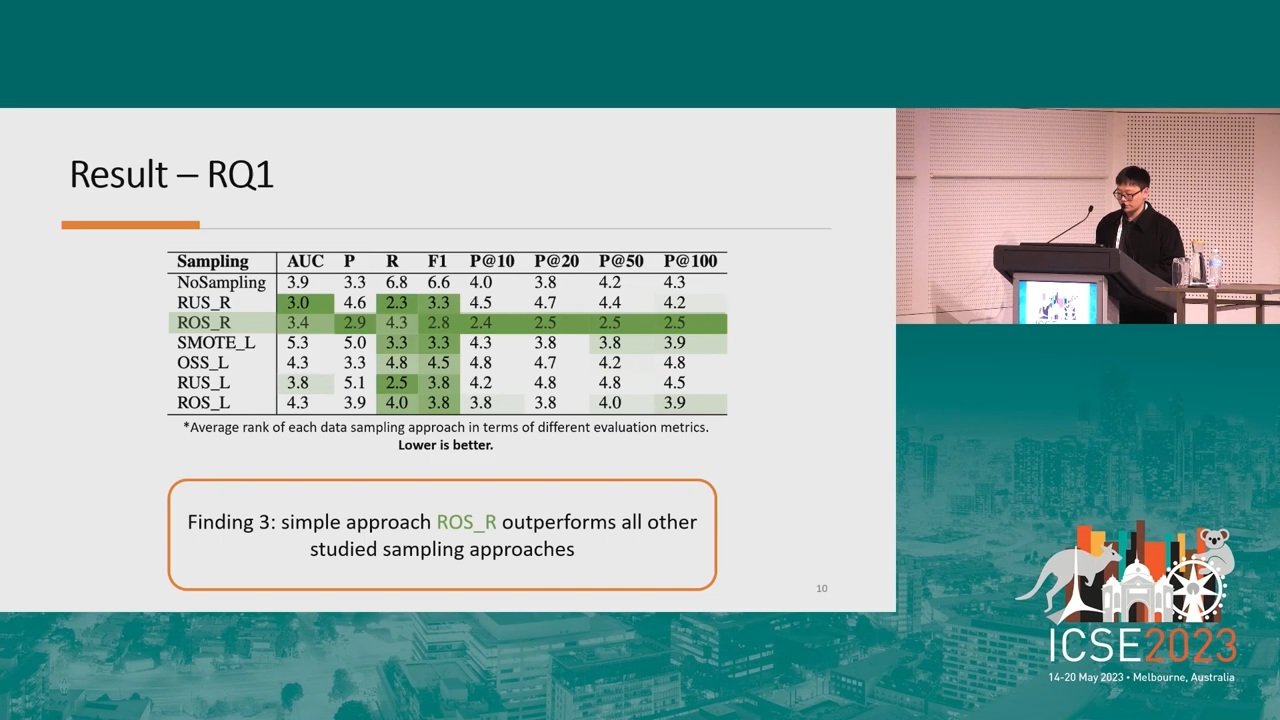 Result – RQ1
Sampling AUC P R F1 P@10 P@20 P@50 P@100
NoSampling 3.9 3.3 6.8 6.6 4.0 3.8 4.2 4.3
RUS_R 3.0 4.6 2.3 3.3 4.5 4.7 4.4 4.2
ROS_R 3.4 2.9 4.3 2.8 2.4 2.5 2.5 2.5
SMOTE_L 5.3 5.0 3.3 3.3 4.3 3.8 3.8 3.9
OSS_L 4.3 3.3 4.8 4.5 4.8 4.7 4.2 4.8
RUS_L 3.8 5.1 2.5 3.8 4.2 4.8 4.8 4.5
ROS_L 4.3 3.9 4.0 3.8 3.8 3.8 4.0 3.9
*Average rank of each data sampling approach in terms of different evaluation metrics.
Lower is better.
Finding 3: simple approach ROS_R outperforms all other
studied sampling approaches
10
ICSE2023
14-20 May 2023 • Melbourne, Australia